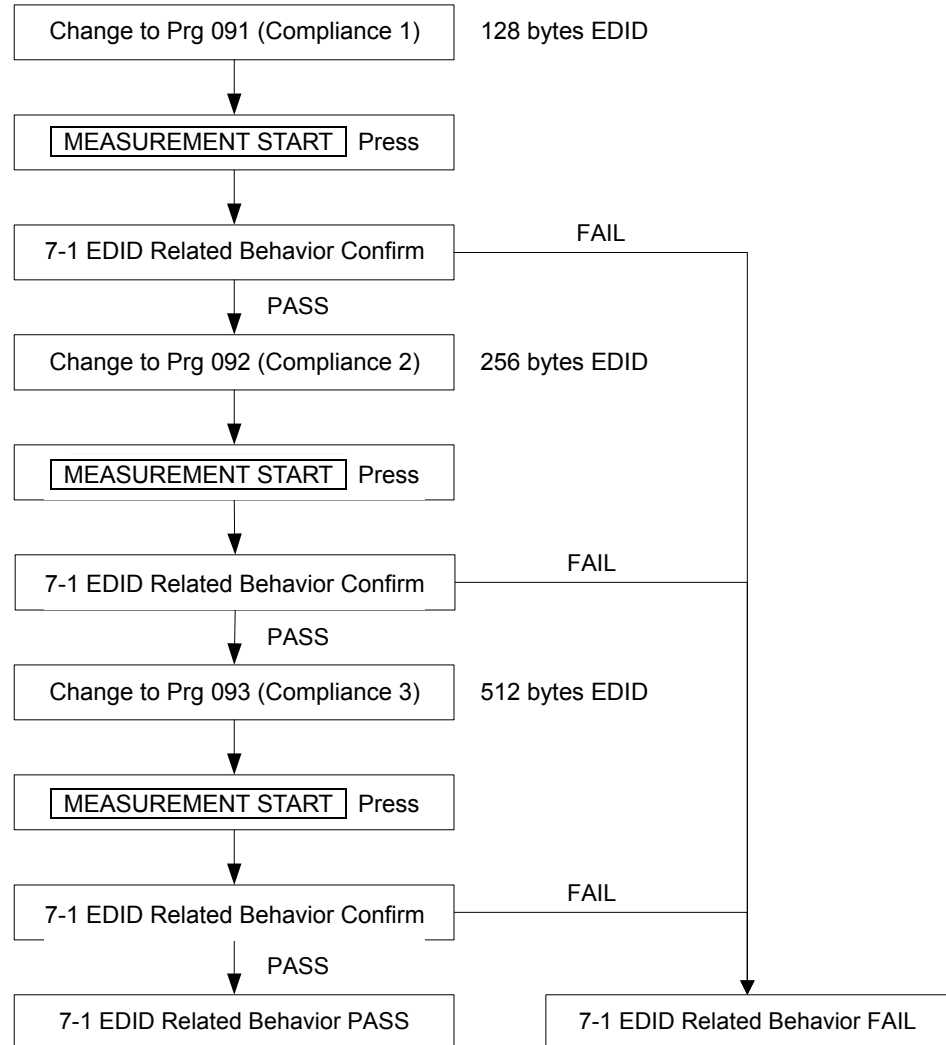 Change to Prg 091 (Compliance 1)
128 bytes EDID
MEASUREMENT START Press
7-1 EDID Related Behavior Confirm
FAIL
PASS
Change to Prg 092 (Compliance 2)
256 bytes EDID
MEASUREMENT START Press
7-1 EDID Related Behavior Confirm
FAIL
PASS
Change to Prg 093 (Compliance 3)
512 bytes EDID
MEASUREMENT START Press
7-1 EDID Related Behavior Confirm
FAIL
PASS
7-1 EDID Related Behavior PASS
7-1 EDID Related Behavior FAIL